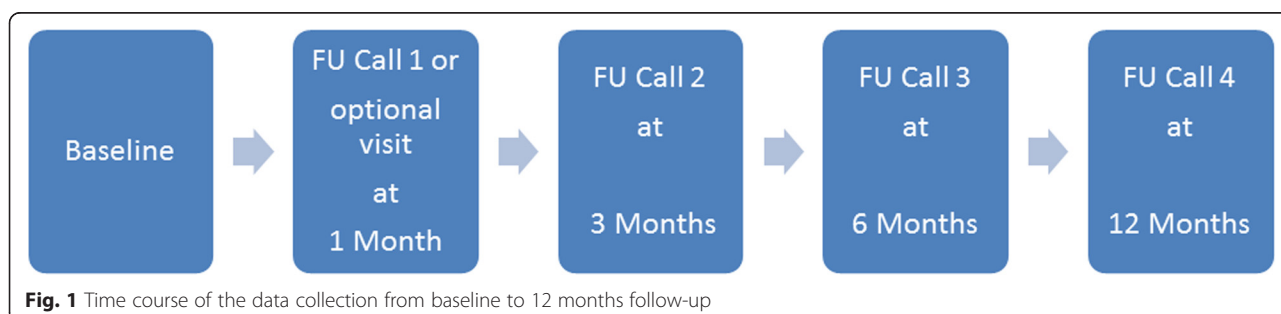 Baseline
FU Call 1 or
optional
visit
at
1 Month
FU Call 2
at
3 Months
FU Call 3
at
6 Months
FU Call 4
at
12 Months
Fig. 1 Time course of the data collection from baseline to 12 months follow-up